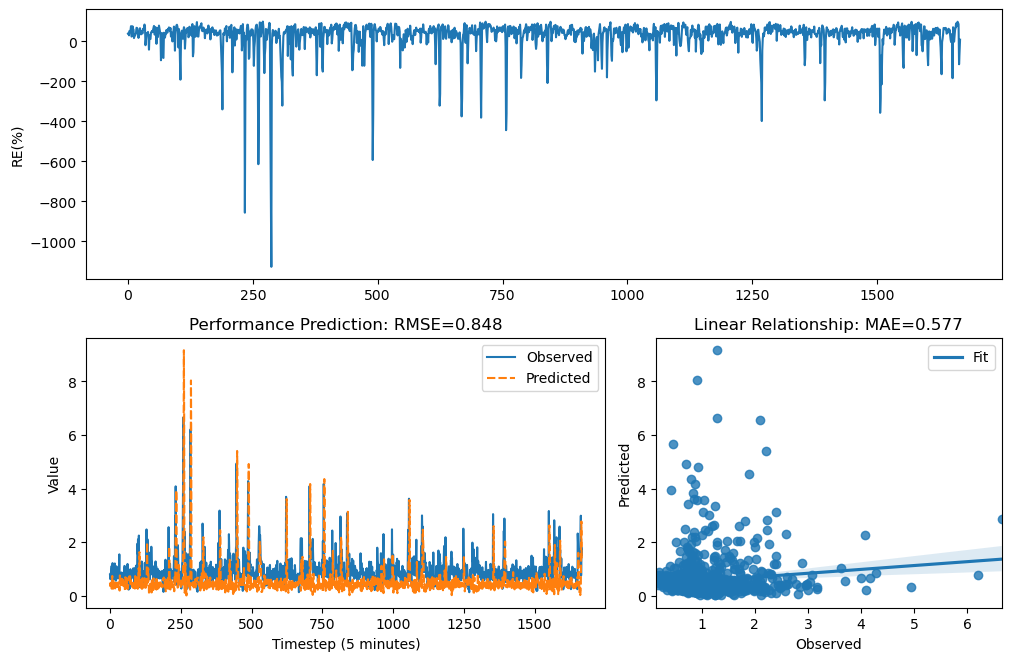 RE(%)
0
−200
−400
−600
−800
−1000
0 250 500 750 1000 1250 1500
Performance Prediction: RMSE=0.848
Observed
Predicted
Value
8
6
4
2
0
0 250 500 750 1000 1250 1500
Timestep (5 minutes)
Linear Relationship: MAE=0.577
Fit
Predicted
8
6
4
2
0
1 2 3 4 5 6
Observed